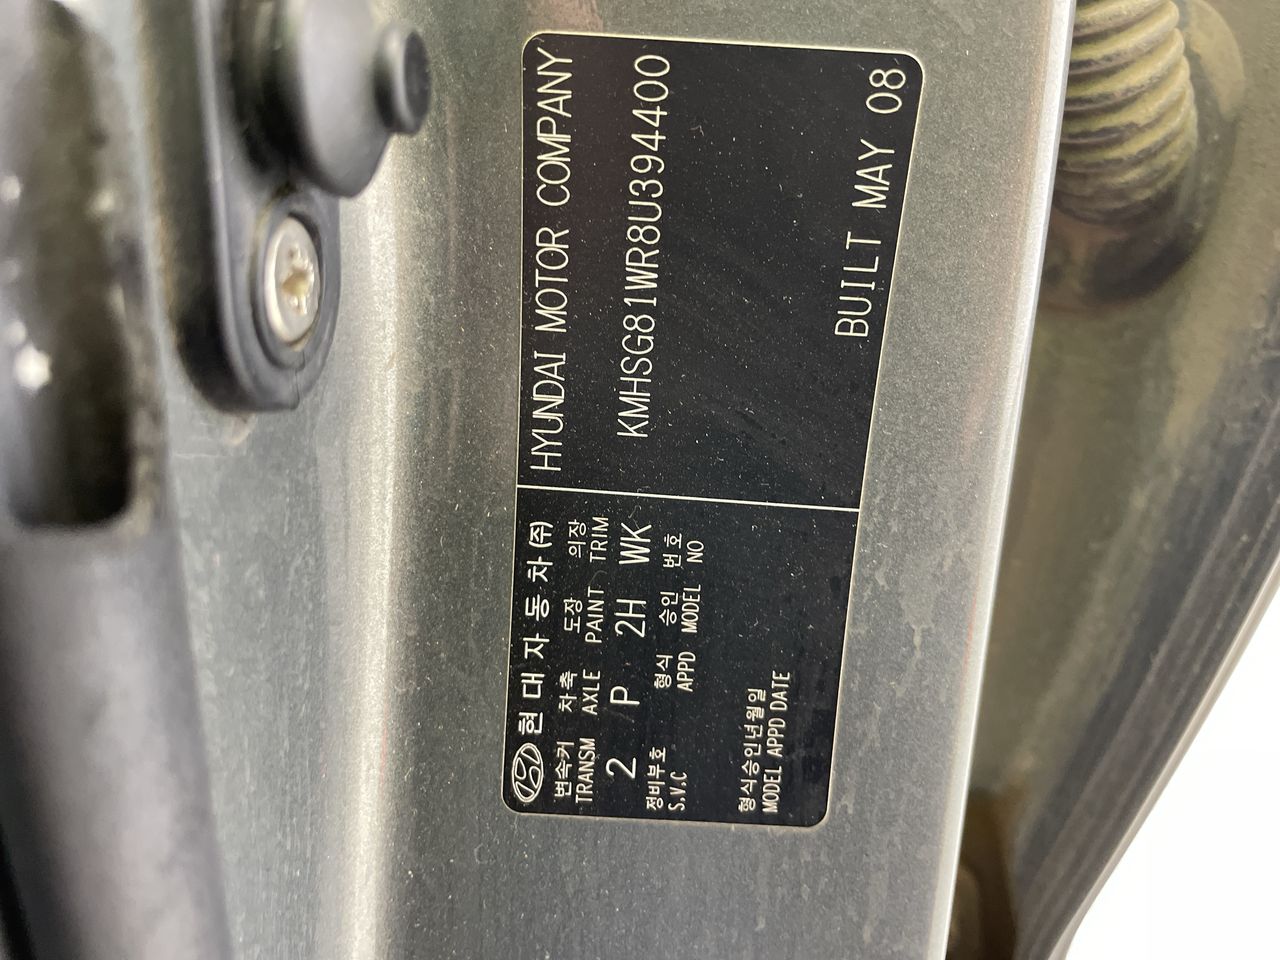 현대자동차(주)
변속키 차축 도장 의장
TRANSM AXLE PAINT TRIM
2 P 2H WK
정비부호 형식 승인 번호
S.V.C APPD MODEL NO
형식승인년월일
MODEL APPD DATE
HYUNDAI MOTOR COMPANY
KMHSG81WR8U394400
BUILT MAY 08